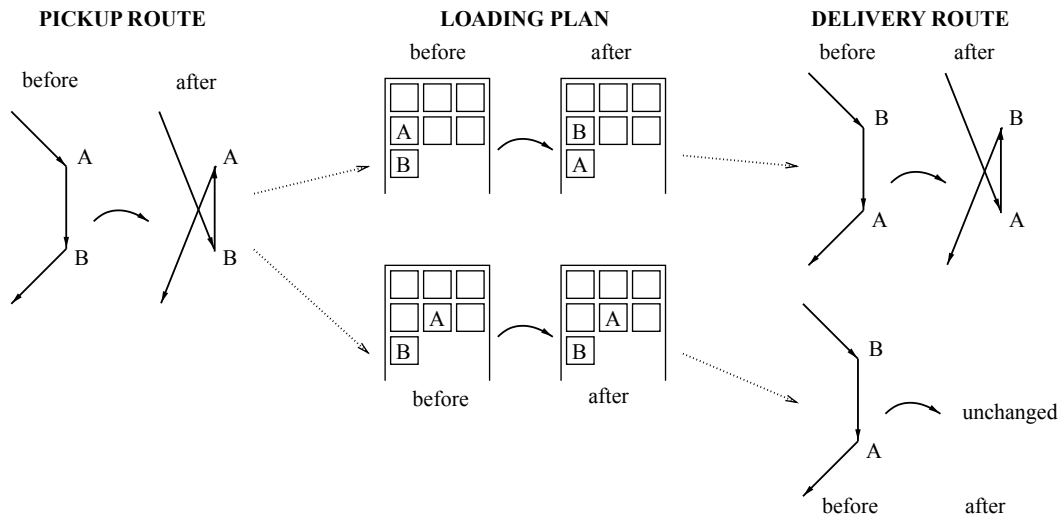 PICKUP ROUTE
before after
A
B
A
B
LOADING PLAN
before after
A
B
B
A
A
B
A
B
before after
DELIVERY ROUTE
before after
B
A
B
A
B
A
unchanged
before after